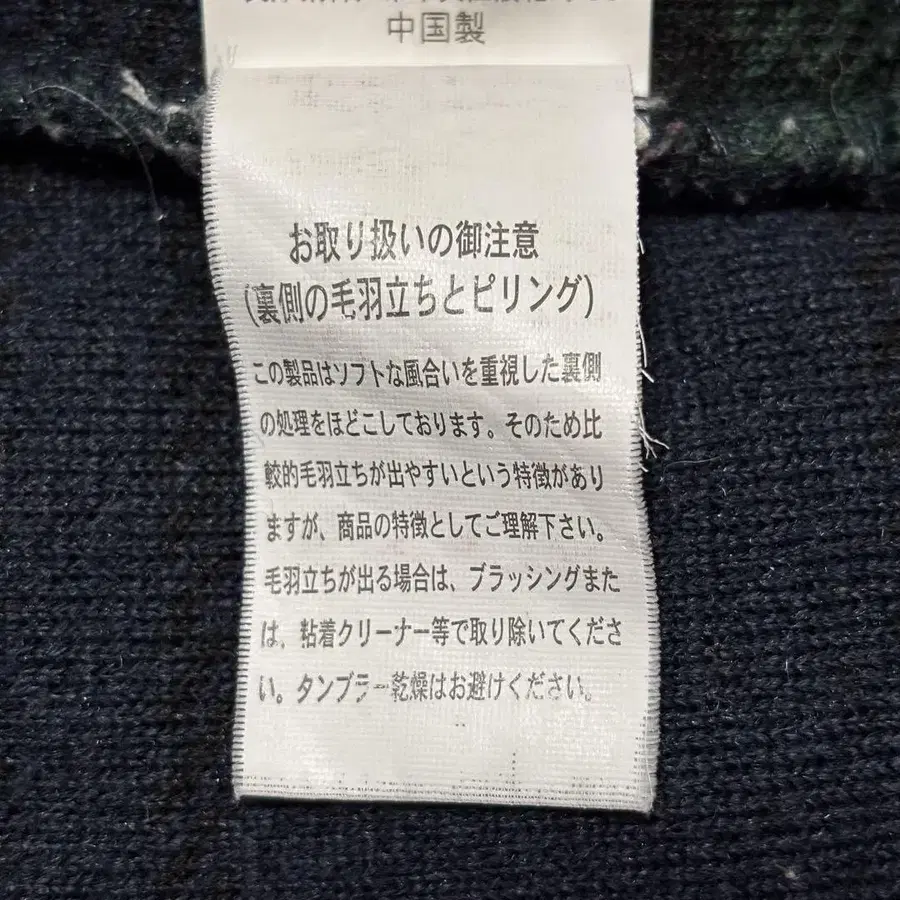 中国製
お取り扱いの御注意
(裏側の毛羽立ちとピリング)
この製品はソフトな風合いを重視した裏側
の処理をほどこしております。そのため比
較的毛羽立ちが出やすいという特徴があり
ますが、商品の特徴としてご理解下さい。
毛羽立ちが出る場合は、ブラッシングまた
は、粘着クリーナー等で取り除いてくださ
い。タンブラー乾燥はお避けください。